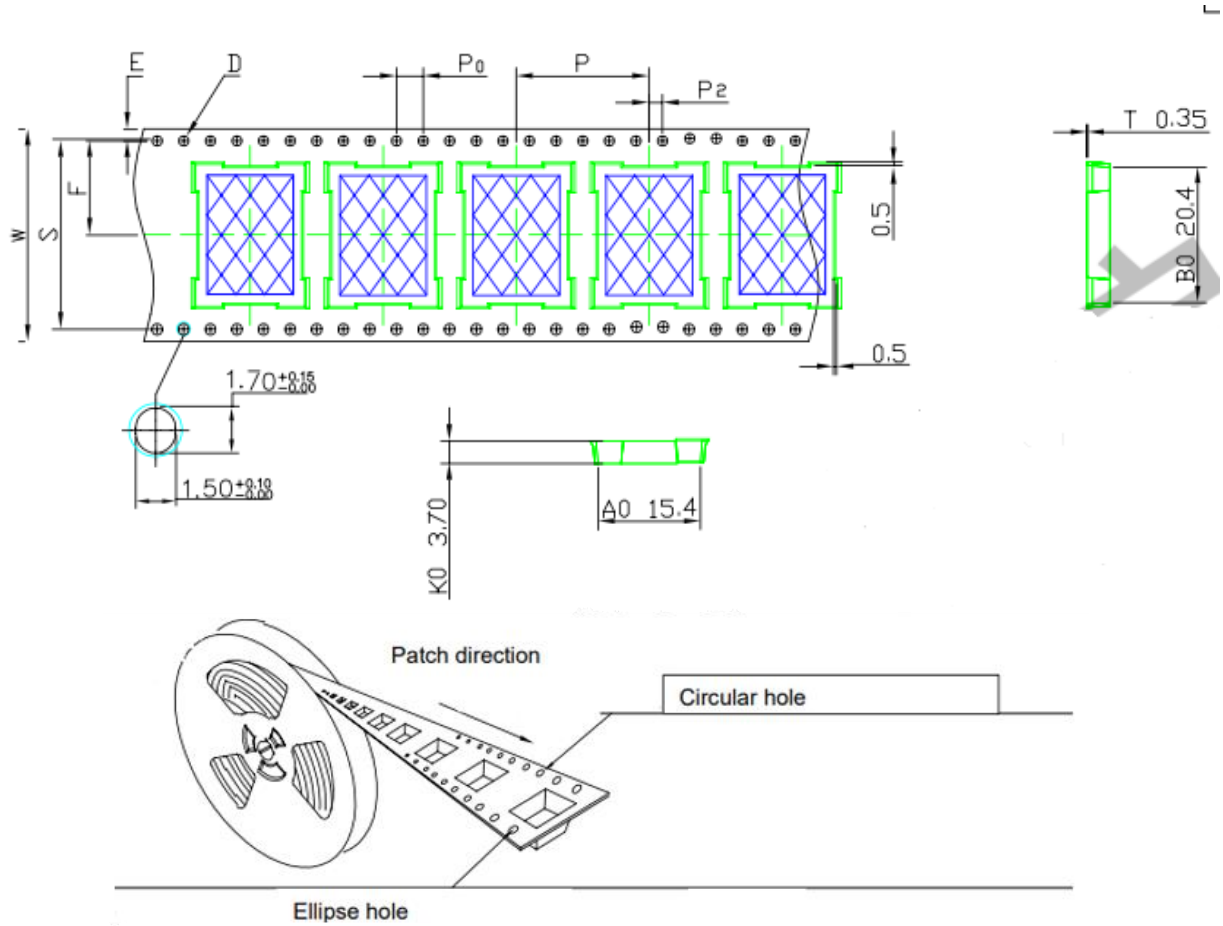 E
D
P0
P
P2
T 0.35
F
W
S
0.5
B0 20.4
0.5
1.70+0.15
-0.00
1.50+0.10
-0.00
K0 3.70
A0 15.4
Patch direction
Circular hole
Ellipse hole